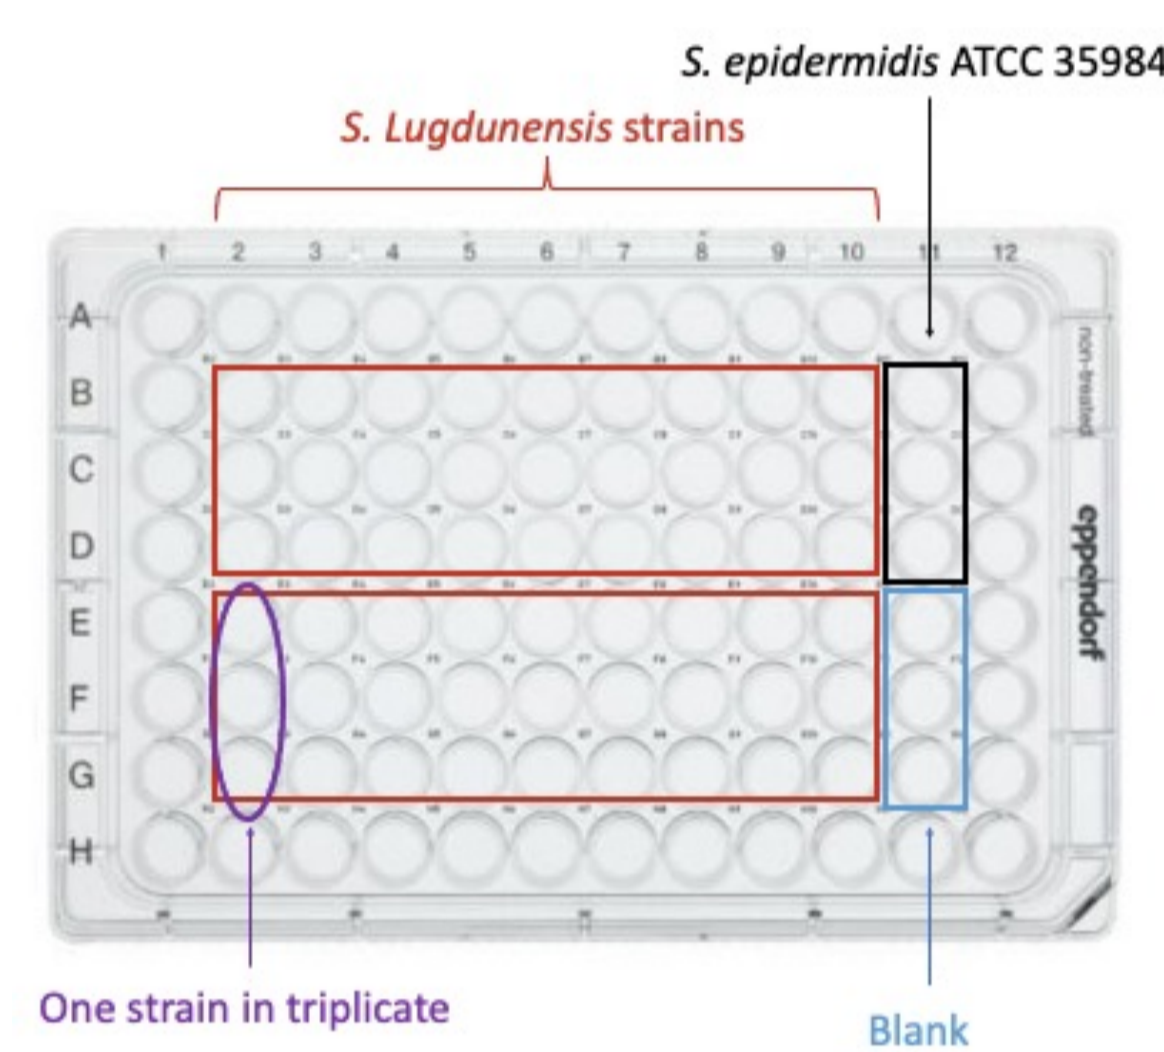 S. epidermidis ATCC 35984
S. Lugdunensis strains
1 2 3 4 5 6 7 8 9 10 11 12
A
B
C
D
E
F
G
H
non-treated
eppendorf
One strain in triplicate
Blank